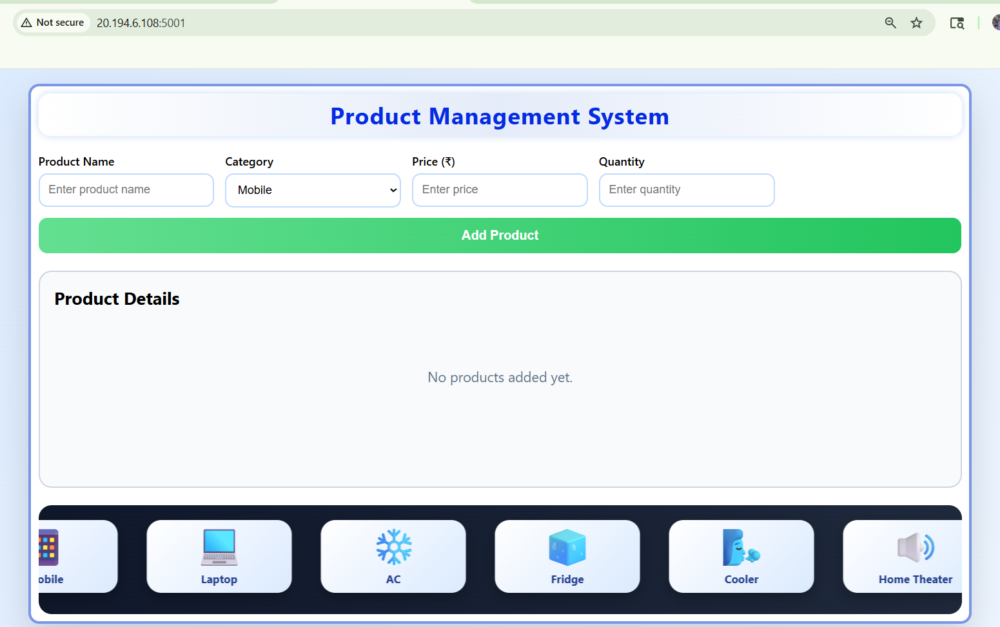 Not secure 20.194.6.108:5001
Product Management System
Product Name Category Price (₹) Quantity
Enter product name Mobile Enter price Enter quantity
Add Product
Product Details
No products added yet.
obile Laptop AC Fridge Cooler Home Theater